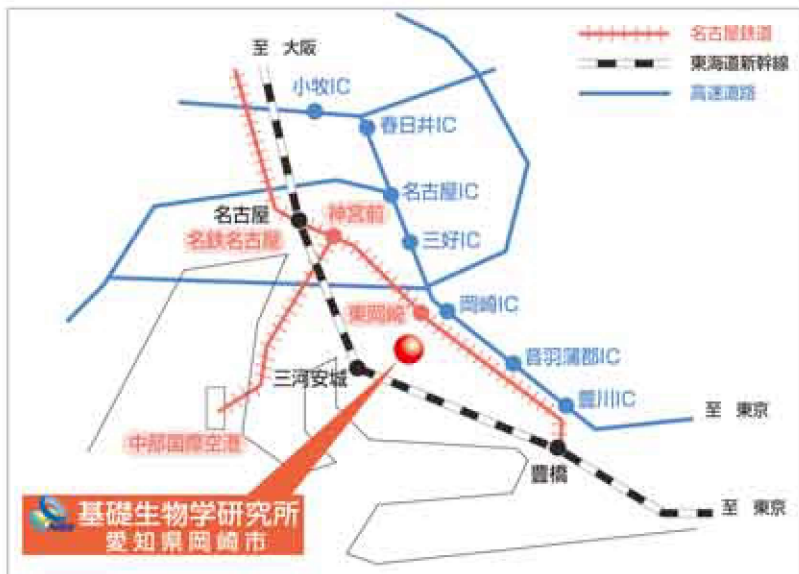 至 大阪
名古屋鉄道
東海道新幹線
高速道路
小牧IC
春日井IC
名古屋IC
名古屋
神宮前
名鉄名古屋
三好IC
東岡崎
岡崎IC
音羽蒲郡IC
三河安城
豊川IC
至 東京
中部国際空港
豊橋
基礎生物学研究所
愛知県岡崎市
至 東京